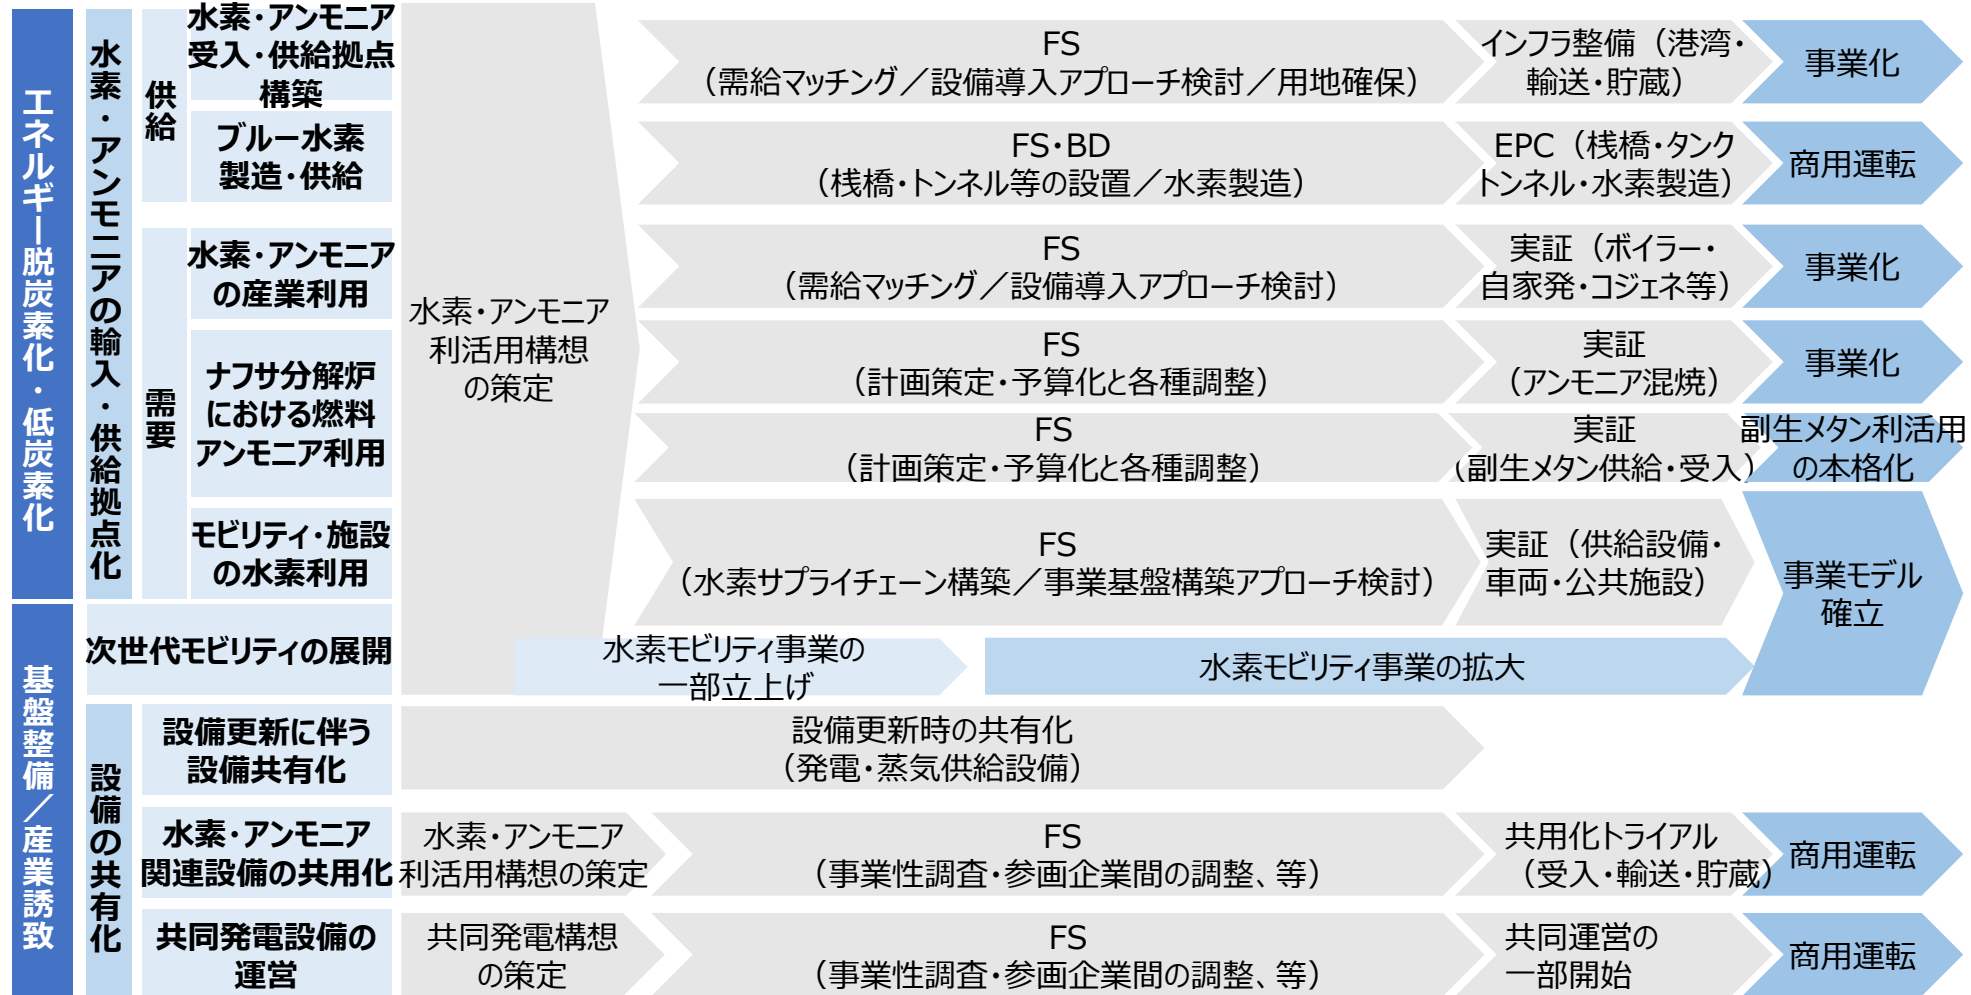 エネルギー脱炭素化・低炭素化
水素・アンモニアの輸入・供給拠点化
供給
水素・アンモニア
受入・供給拠点
構築
ブルー水素
製造・供給
需要
水素・アンモニア
の産業利用
ナフサ分解炉
における燃料
アンモニア利用
モビリティ・施設
の水素利用
水素・アンモニア
利活用構想
の策定
FS
（需給マッチング／設備導入アプローチ検討／用地確保）
インフラ整備（港湾・
輸送・貯蔵）
事業化
FS・BD
（桟橋・トンネル等の設置／水素製造）
EPC（桟橋・タンク
トンネル・水素製造）
商用運転
FS
（需給マッチング／設備導入アプローチ検討）
実証（ボイラー・
自家発・コジェネ等）
事業化
FS
（計画策定・予算化と各種調整）
実証
（アンモニア混焼）
事業化
FS
（計画策定・予算化と各種調整）
実証
（副生メタン供給・受入）
副生メタン利活用
の本格化
FS
（水素サプライチェーン構築／事業基盤構築アプローチ検討）
実証（供給設備・
車両・公共施設）
事業モデル
確立
基盤整備／産業誘致
次世代モビリティの展開
水素モビリティ事業の
一部立上げ
水素モビリティ事業の拡大
設備の共有化
設備更新に伴う
設備共有化
設備更新時の共有化
（発電・蒸気供給設備）
水素・アンモニア
関連設備の共用化
水素・アンモニア
利活用構想の策定
FS
（事業性調査・参画企業間の調整、等）
共用化トライアル
（受入・輸送・貯蔵）
商用運転
共同発電設備の
運営
共同発電構想
の策定
FS
（事業性調査・参画企業間の調整、等）
共同運営の
一部開始
商用運転